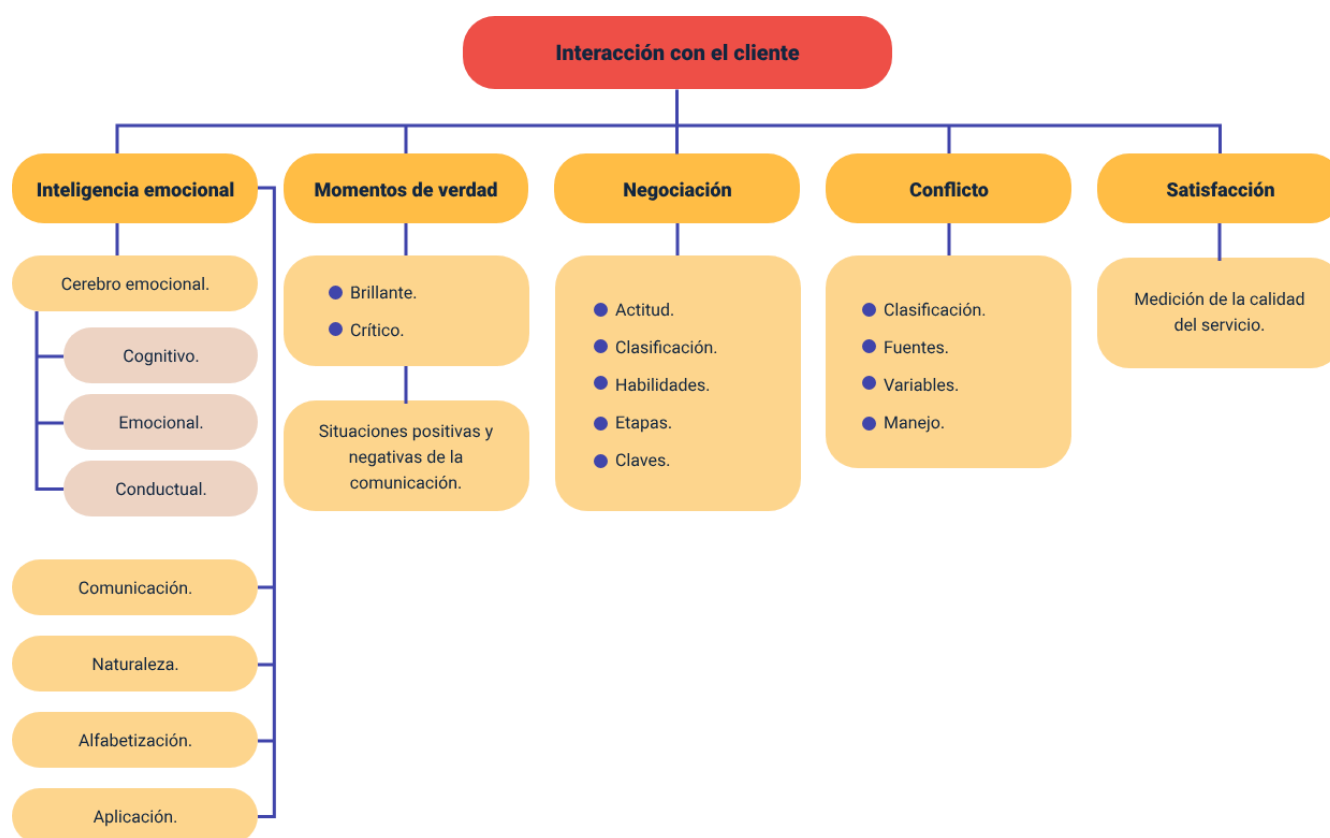 Interacción con el cliente
Inteligencia emocional
Cerebro emocional.
Cognitivo.
Emocional.
Conductual.
Comunicación.
Naturaleza.
Alfabetización.
Aplicación.
Momentos de verdad
Brillante.
Crítico.
Situaciones positivas y
negativas de la
comunicación.
Negociación
Actitud.
Clasificación.
Habilidades.
Etapas.
Claves.
Conflicto
Clasificación.
Fuentes.
Variables.
Manejo.
Satisfacción
Medición de la calidad
del servicio.